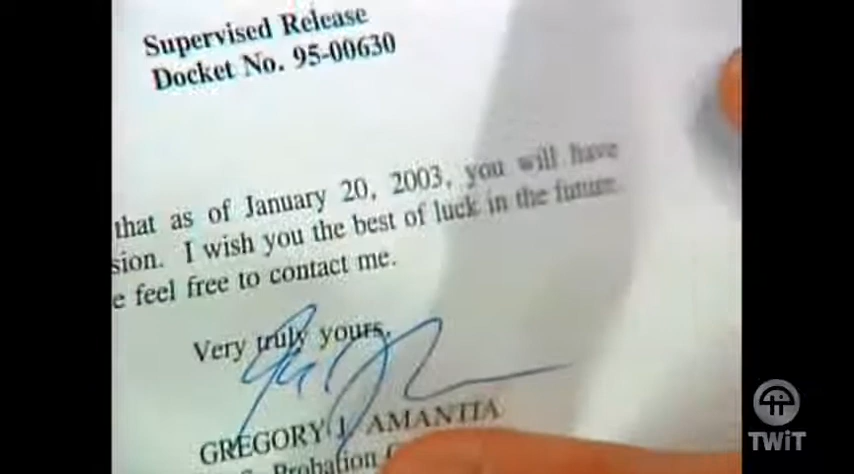 Supervised Release
Docket No. 95-00630
that as of January 20, 2003, you will have
sion. I wish you the best of luck in the future.
e feel free to contact me.
Very truly yours,
GREGORY J. AMANTIA
Probation
TWiT